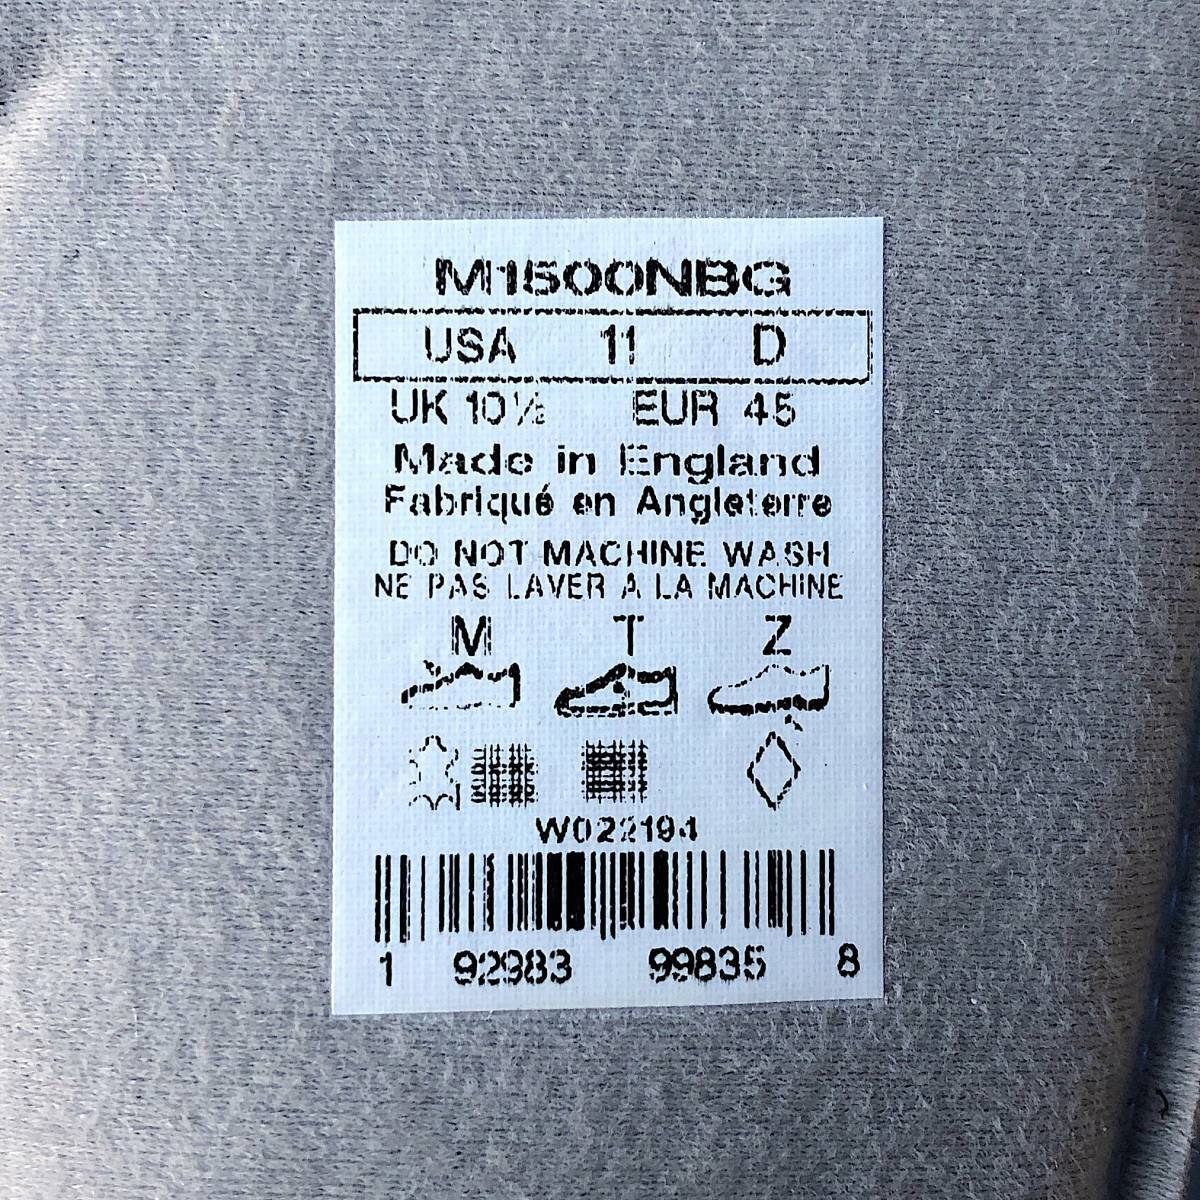 M1500NBG
USA 11 D
UK 10½ EUR 45
Made in England
Fabriqué en Angleterre
DO NOT MACHINE WASH
NE PAS LAVER A LA MACHINE
M T Z
W022194
1 92983 99835 8